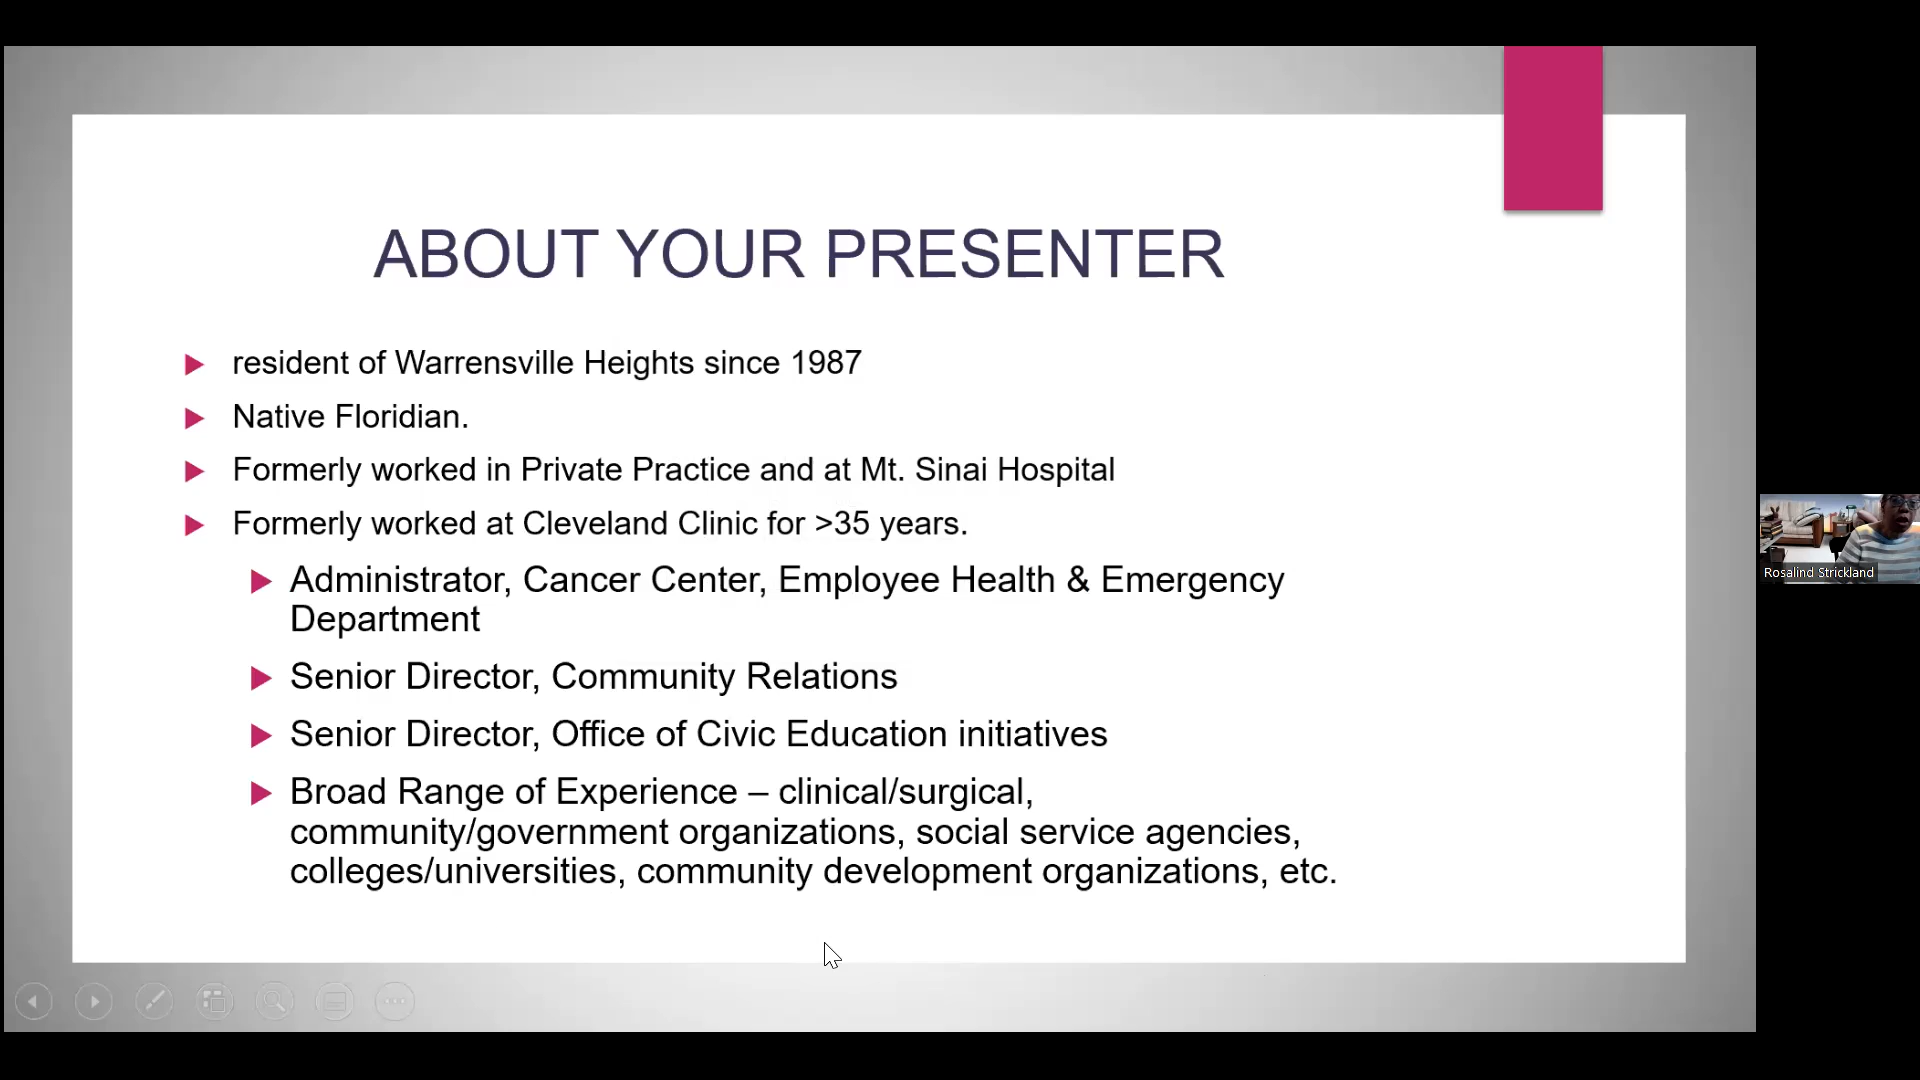 ABOUT YOUR PRESENTER
resident of Warrensville Heights since 1987
Native Floridian.
Formerly worked in Private Practice and at Mt. Sinai Hospital
Formerly worked at Cleveland Clinic for >35 years.
Administrator, Cancer Center, Employee Health & Emergency
Department
Senior Director, Community Relations
Senior Director, Office of Civic Education initiatives
Broad Range of Experience – clinical/surgical,
community/government organizations, social service agencies,
colleges/universities, community development organizations, etc.
Rosalind Strickland